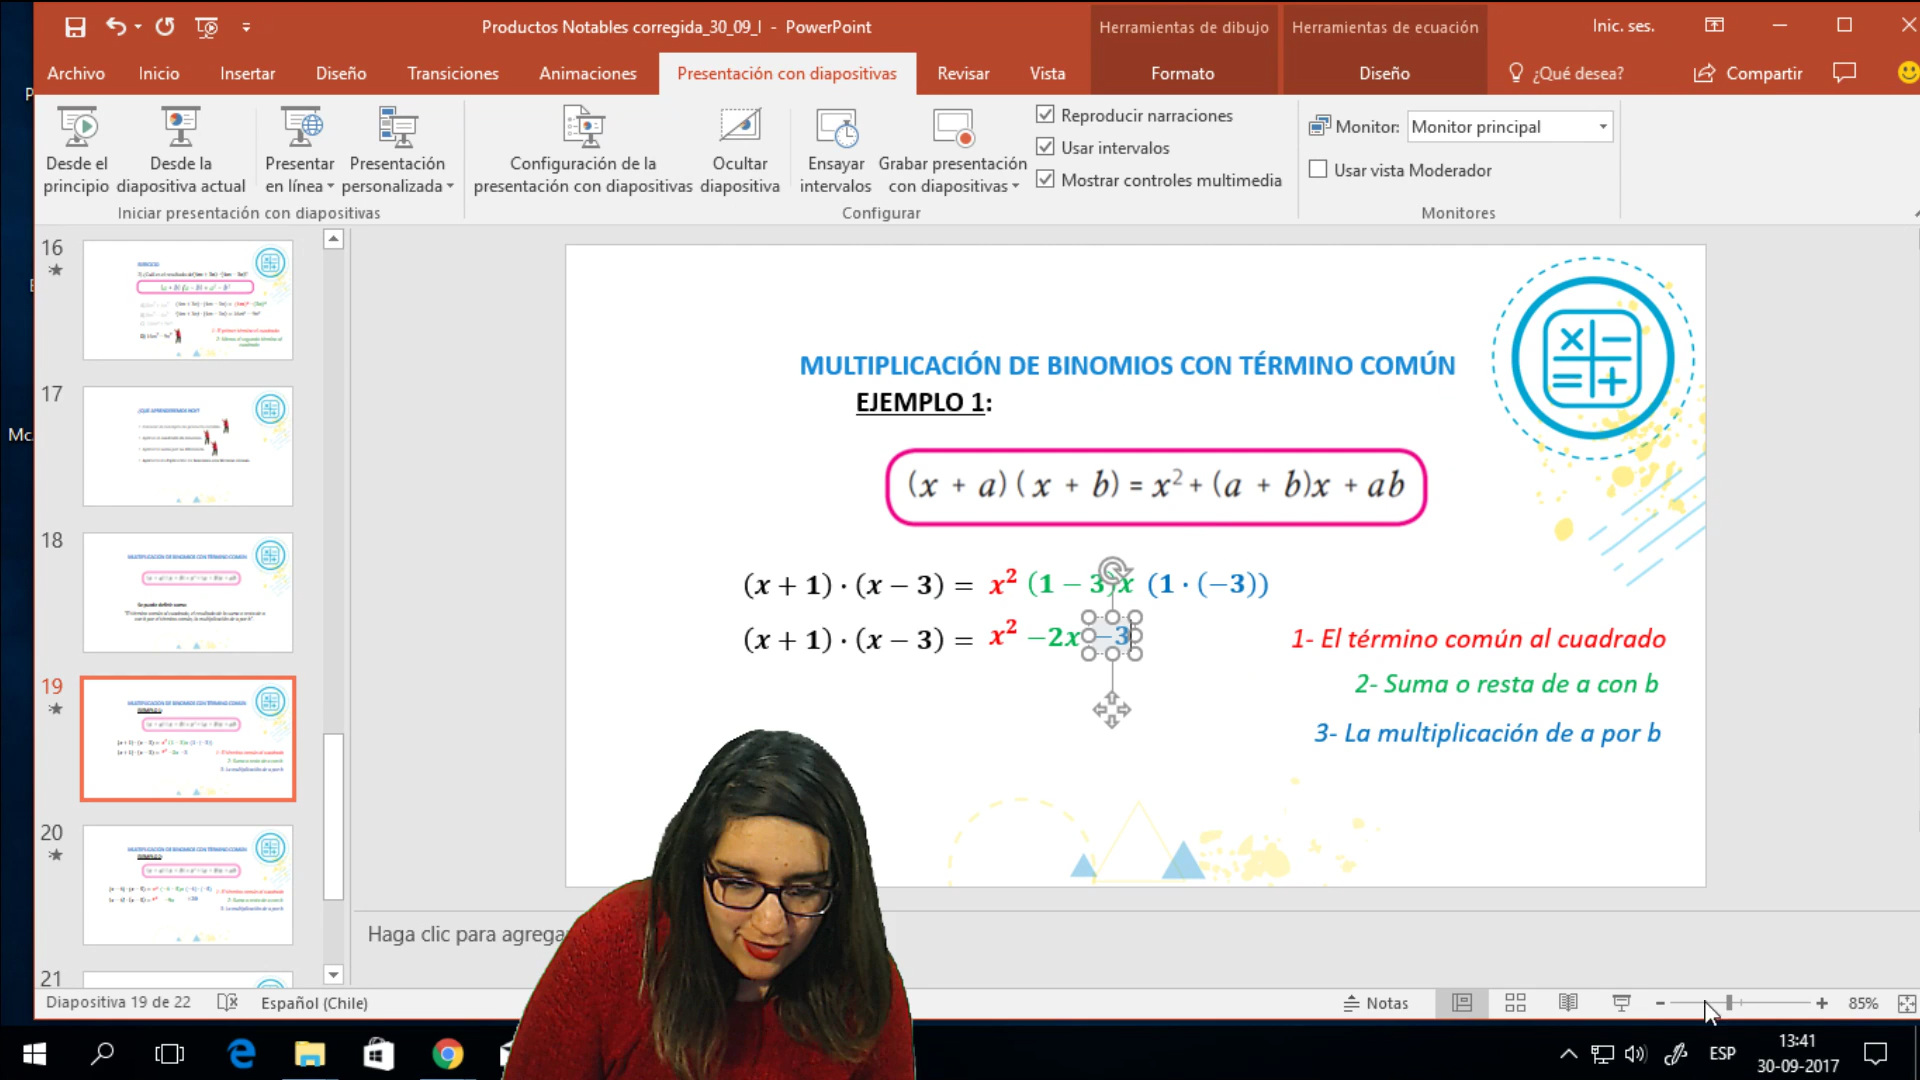 Productos Notables corregida_30_09_l - PowerPoint
Herramientas de dibujo
Herramientas de ecuación
Inic. ses.
Archivo
Inicio
Insertar
Diseño
Transiciones
Animaciones
Presentación con diapositivas
Revisar
Vista
Formato
Diseño
¿Qué desea?
Compartir
Desde el principio
Desde la diapositiva actual
Presentar en línea
Presentación personalizada
Configuración de la presentación con diapositivas
Ocultar diapositiva
Ensayar intervalos
Grabar presentación con diapositivas
Reproducir narraciones
Usar intervalos
Mostrar controles multimedia
Monitor: Monitor principal
Usar vista Moderador
Iniciar presentación con diapositivas
Configurar
Monitores
16
17
18
19
20
21
Mc
MULTIPLICACIÓN DE BINOMIOS CON TÉRMINO COMÚN
EJEMPLO 1:
(x + a) ( x + b) = x² + (a + b)x + ab
(x + 1) · (x − 3) = x² (1 − 3)x (1 · (−3))
(x + 1) · (x − 3) = x² −2x −3
1- El término común al cuadrado
2- Suma o resta de a con b
3- La multiplicación de a por b
Haga clic para agrega
Diapositiva 19 de 22
Español (Chile)
Notas
85%
ESP
13:41
30-09-2017